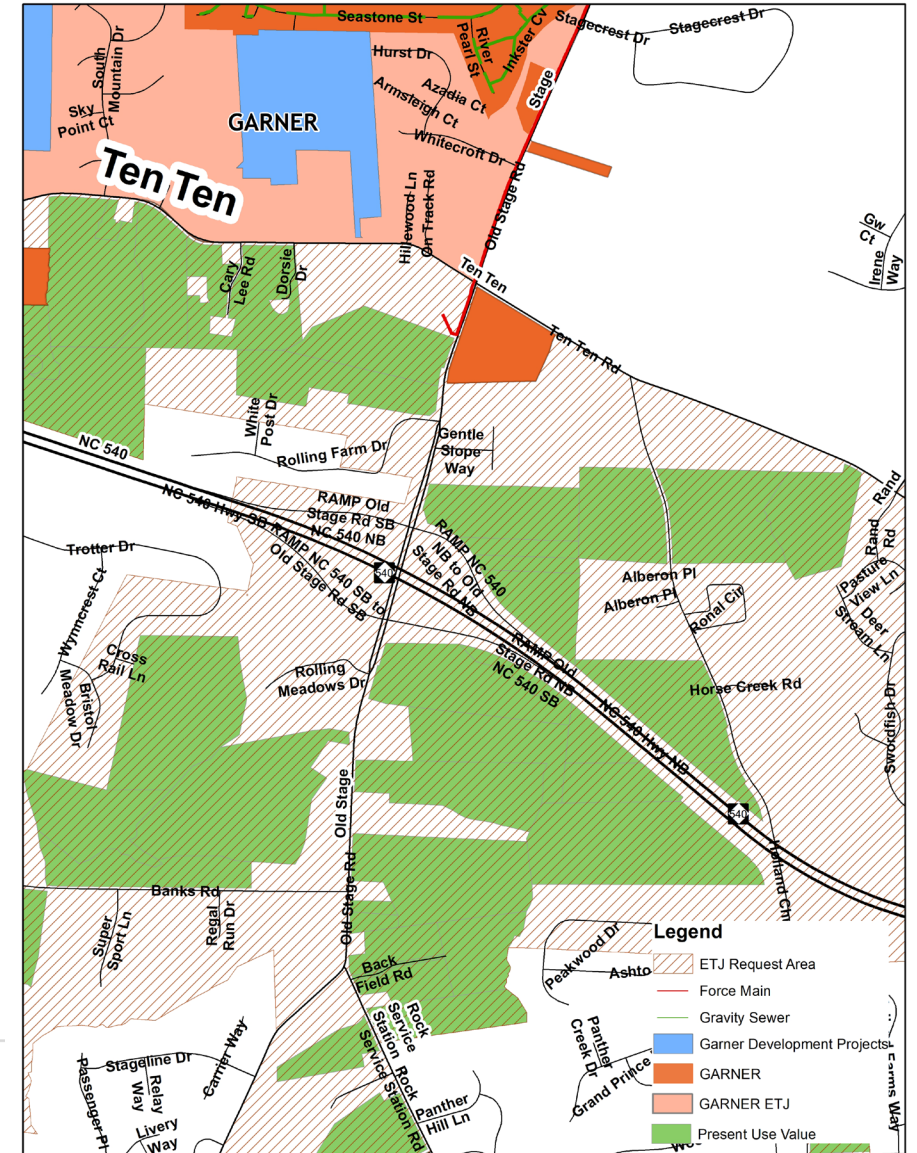 Seastone St
River
Pearl St
Inkster Cv
Stagecrest Dr
Stagecrest Dr
South
Mountain Dr
Hurst Dr
Azadia Ct
Armsleigh Ct
Stage
Sky
Point Ct
GARNER
Whitecroft Dr
Ten Ten
Hillewood Ln
On Track Rd
Old Stage Rd
Gw
Ct
Irene
Way
Cary
Lee Rd
Dorsie
Dr
Ten Ten
Ten Ten Rd
White
Post Dr
Rolling Farm Dr
Gentle
Slope
Way
NC 540
NC 540 Hwy SB
RAMP Old
Stage Rd SB
NC 540 NB
RAMP NC 540 SB to
Old Stage Rd SB
RAMP NC 540
NB to Old
Stage Rd NB
Rand
Rand
Rd
Pasture
View Ln
Deer
Stream Ln
Trotter Dr
Wynncrest Ct
540
Alberon Pl
Alberon Pl
Ronal Cir
Cross
Rail Ln
Bristol
Meadow Dr
Rolling
Meadows Dr
RAMP Old
Stage Rd NB
NC 540 SB
Horse Creek Rd
NC 540 Hwy NB
Swordfish Dr
Old Stage
540
Holland Ch
Banks Rd
Old Stage Rd
Super
Sport Ln
Regal
Run Dr
Back
Field Rd
Peakwood Dr
Ashto
Rock
Service
Station
Rock
Service Station Rd
Panther
Creek Dr
Grand Prince
Stageline Dr
Passenger Pl
Relay
Way
Livery
Way
Carrier Way
Panther
Hill Ln
Farms Way
Legend
ETJ Request Area
Force Main
Gravity Sewer
Garner Development Projects
GARNER
GARNER ETJ
Present Use Value